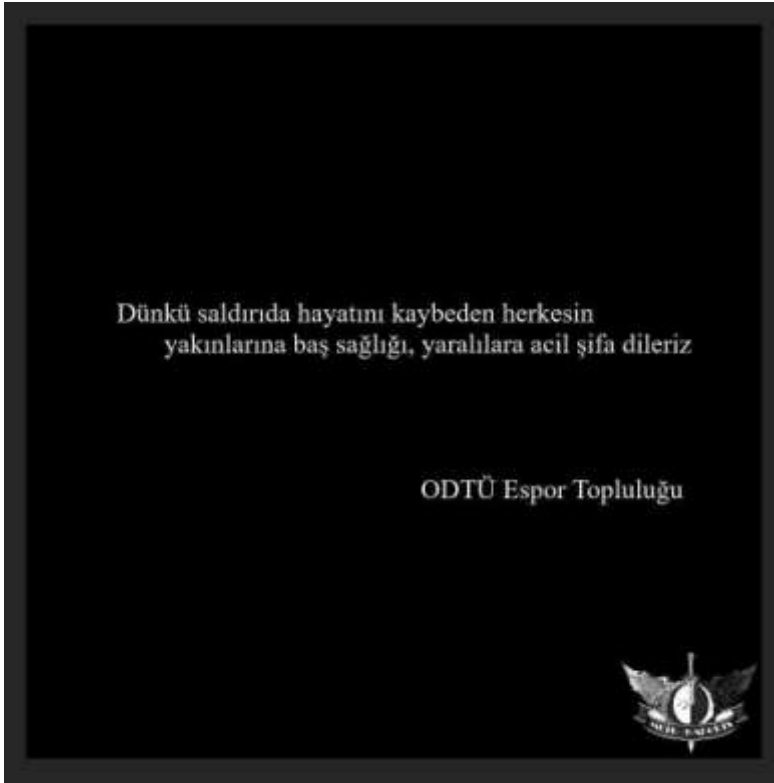 Dünkü saldırıda hayatını kaybeden herkesin
yakınlarına baş sağlığı, yaralılara acil şifa dileriz
ODTÜ Espor Topluluğu